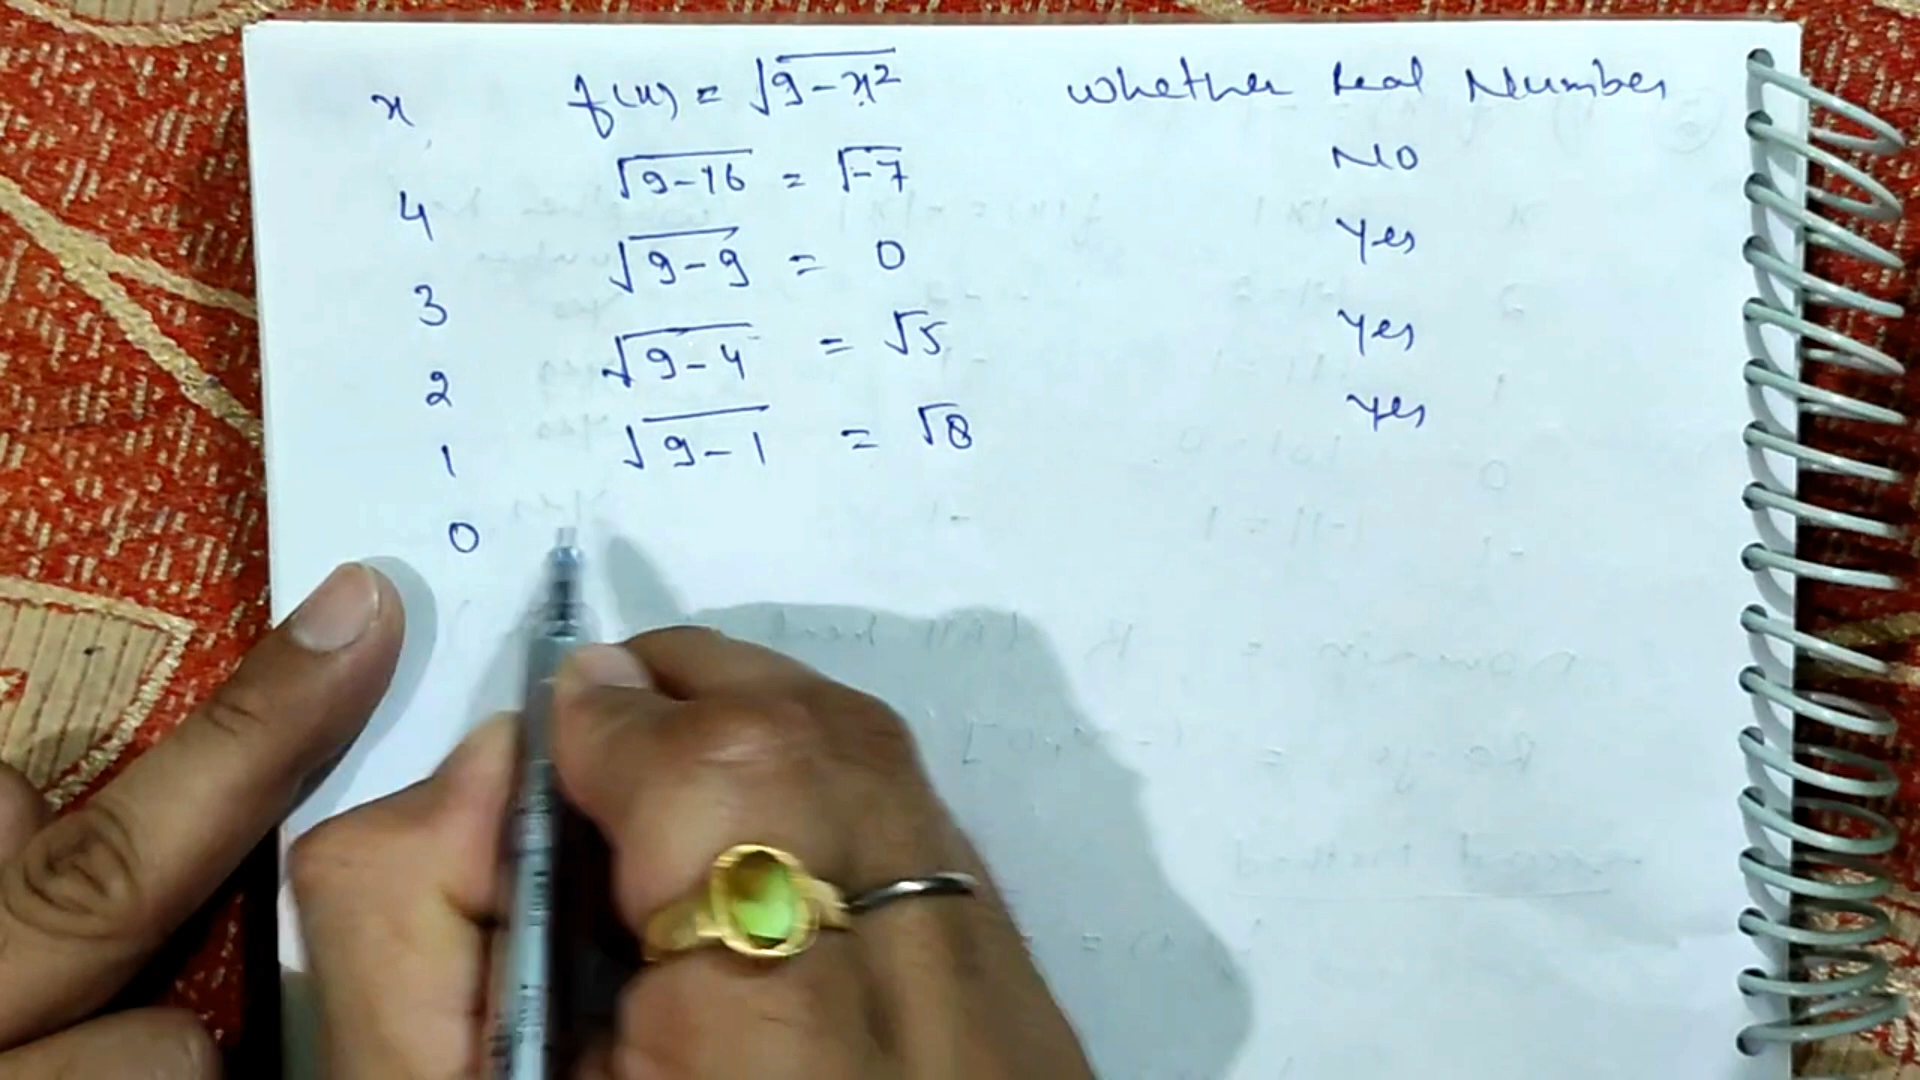 x f(x) = √9-x² Whether Real Number
4 √9-16 = √-7 NO
3 √9-9 = 0 Yes
2 √9-4 = √5 Yes
1 √9-1 = √8 Yes
0